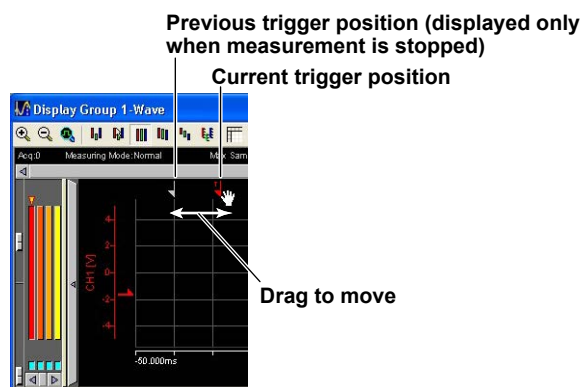 Previous trigger position (displayed only
when measurement is stopped)
Current trigger position
Display Group 1-Wave
Acq:0 Measuring Mode:Normal Max Sam
4
2
0
CH1 [V]
-2
-4
-50.000ms
Drag to move